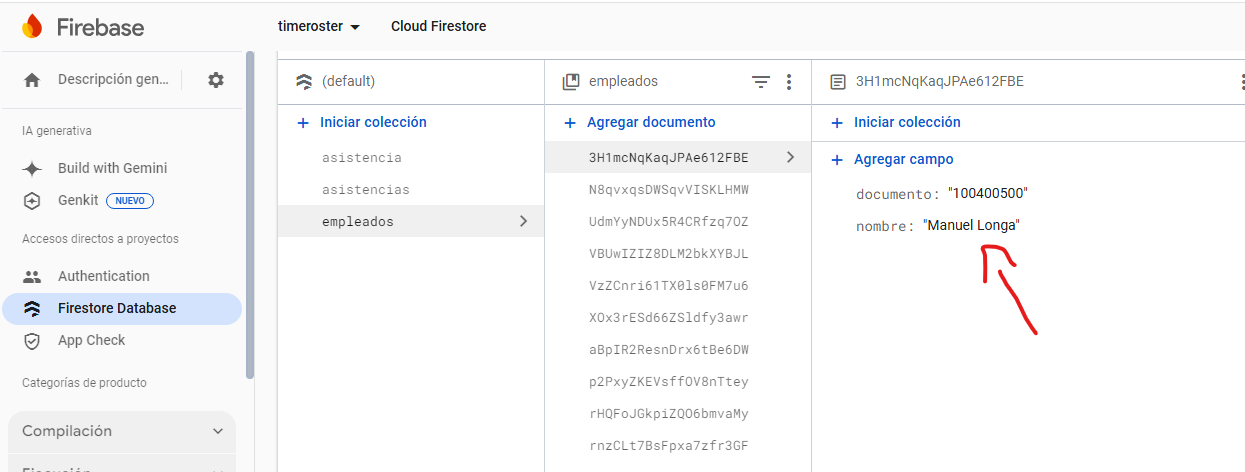 Firebase
timeroster
Cloud Firestore
Descripción gen...
IA generativa
Build with Gemini
Genkit NUEVO
Accesos directos a proyectos
Authentication
Firestore Database
App Check
Categorías de producto
Compilación
Ejecución
(default)
Iniciar colección
asistencia
asistencias
empleados
empleados
Agregar documento
3H1mcNqKaqJPAe612FBE
N8qvxqsDWSqvVISKLHMW
UdmYyNDUx5R4CRfzq7OZ
VBUwIZIZ8DLM2bkXYBJL
VzZCnri61TX0ls0FM7u6
XOx3rESd66ZSldfy3awr
aBpIR2ResnDrx6tBe6DW
p2PxyZKEVsffOV8nTtey
rHQFoJGkpiZQO6bmvaMy
rnzCLt7BsFpxa7zfr3GF
3H1mcNqKaqJPAe612FBE
Iniciar colección
Agregar campo
documento: "100400500"
nombre: "Manuel Longa"